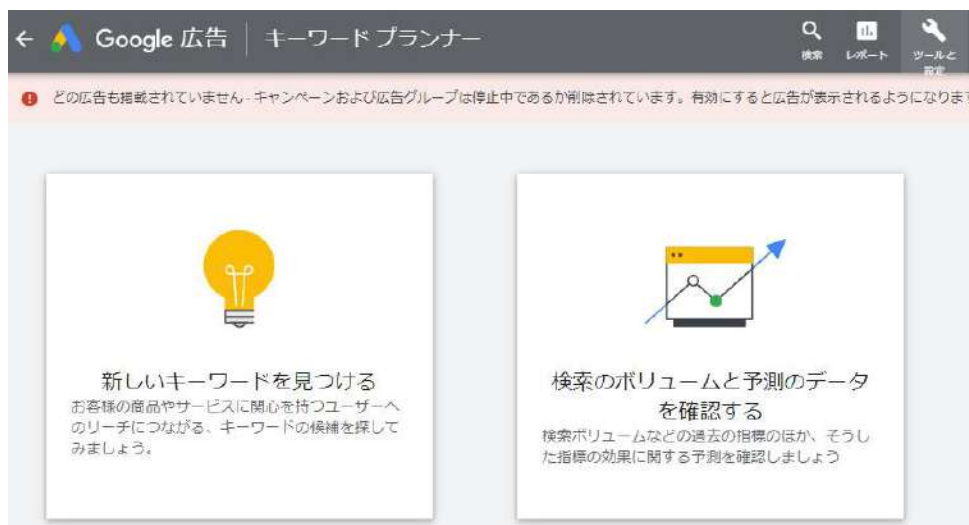 Google 広告 キーワード プランナー
検索
レポート
ツールと
設定
どの広告も掲載されていません - キャンペーンおよび広告グループは停止中であるか削除されています。有効にすると広告が表示されるようになります
新しいキーワードを見つける
お客様の商品やサービスに関心を持つユーザーへ
のリーチにつながる、キーワードの候補を探して
みましょう。
検索のボリュームと予測のデータ
を確認する
検索ボリュームなどの過去の指標のほか、そうし
た指標の効果に関する予測を確認しましょう